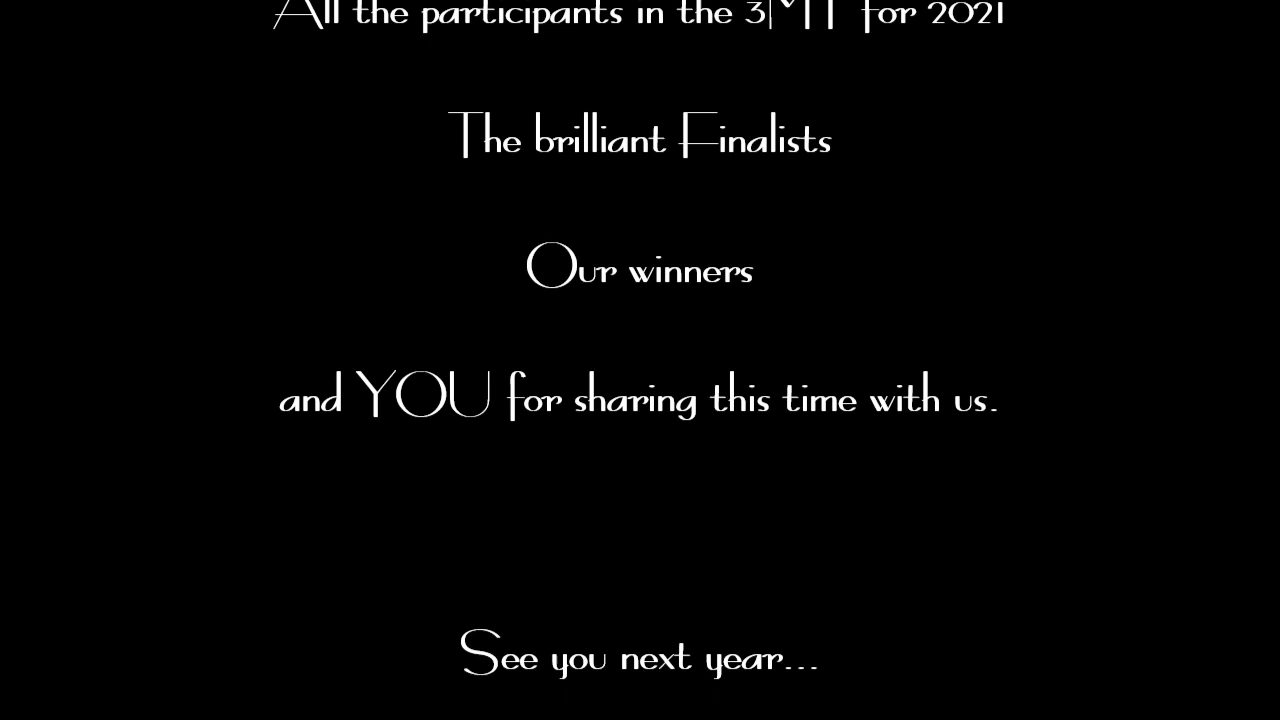 All the participants in the 3MT for 2021
The brilliant Finalists
Our winners
and YOU for sharing this time with us.
See you next year...